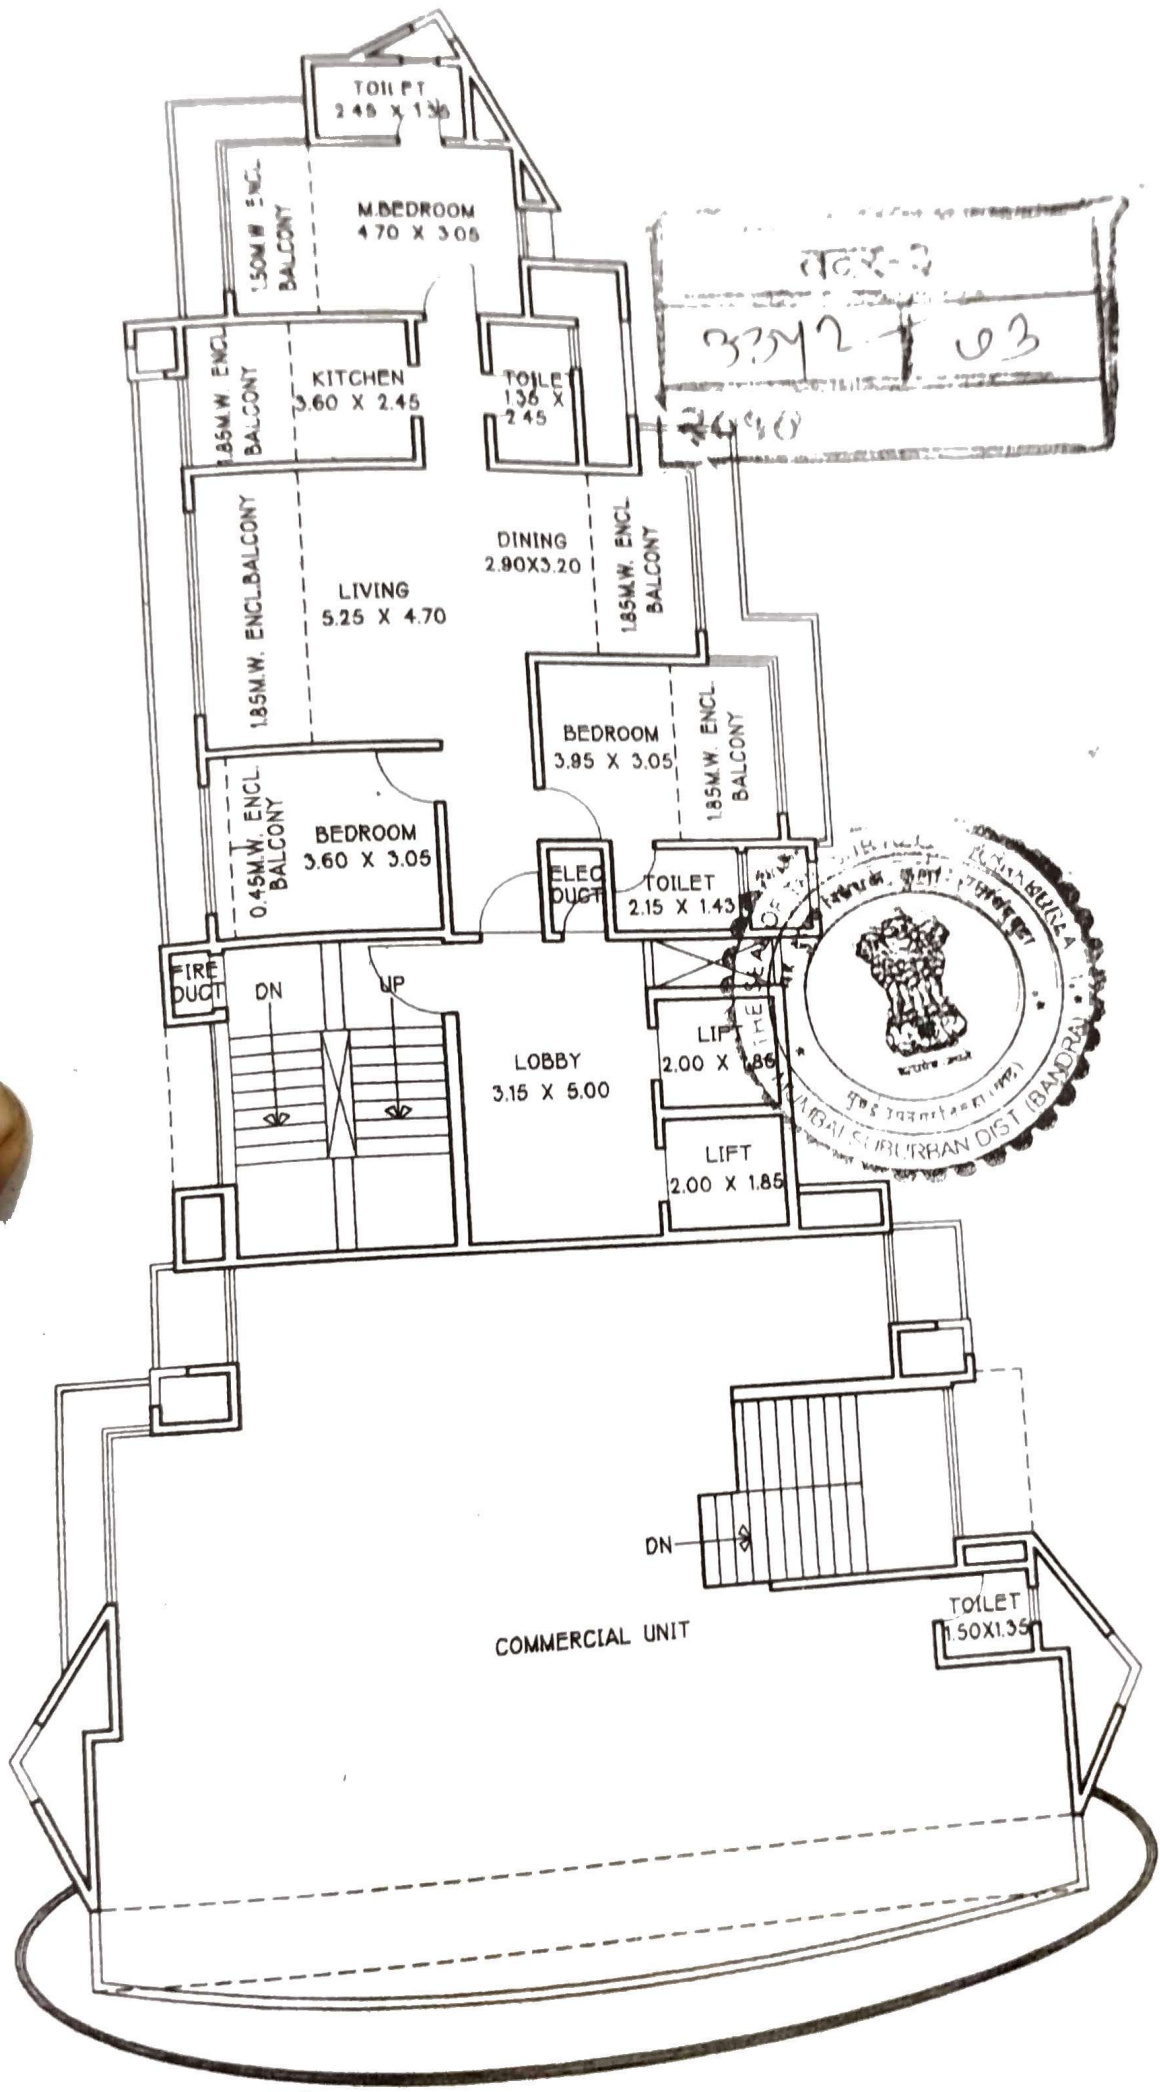 TOILET
2.45 X 1.35
1.50M.W. ENCL.
BALCONY
M.BEDROOM
4.70 X 3.05
1.85M.W. ENCL.
BALCONY
KITCHEN
3.60 X 2.45
TOILET
1.35 X
2.45
1.85M.W. ENCL.BALCONY
LIVING
5.25 X 4.70
DINING
2.90X3.20
1.85M.W. ENCL.
BALCONY
BEDROOM
3.95 X 3.05
1.85M.W. ENCL.
BALCONY
0.45M.W. ENCL.
BALCONY
BEDROOM
3.60 X 3.05
ELEC
DUCT
TOILET
2.15 X 1.43
FIRE
DUCT
DN
UP
LOBBY
3.15 X 5.00
LIFT
2.00 X 1.86
LIFT
2.00 X 1.85
THE SEAL OF
MUMBAI SUBURBAN DIST (BANDRA)
DN
TOILET
1.50X1.35
COMMERCIAL UNIT